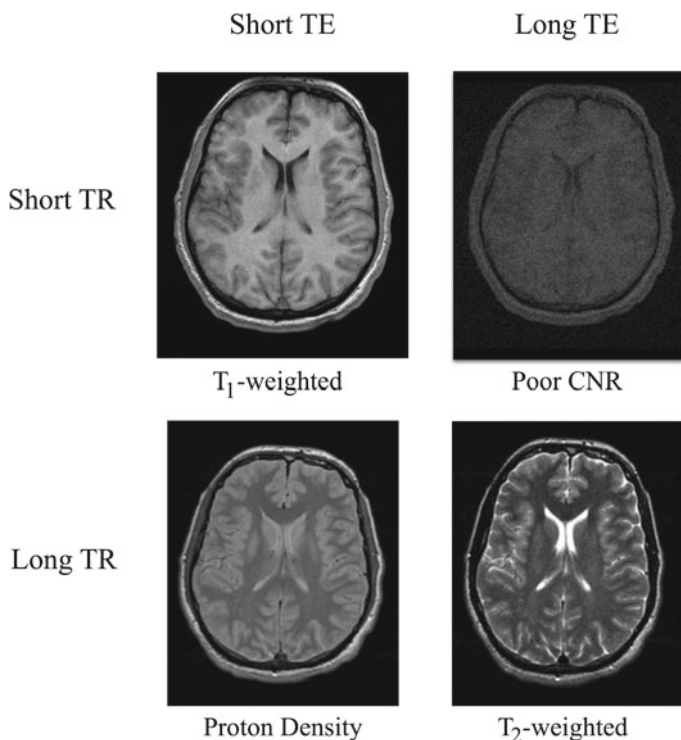 Short TE
Long TE
Short TR
T1-weighted
Poor CNR
Long TR
Proton Density
T2-weighted